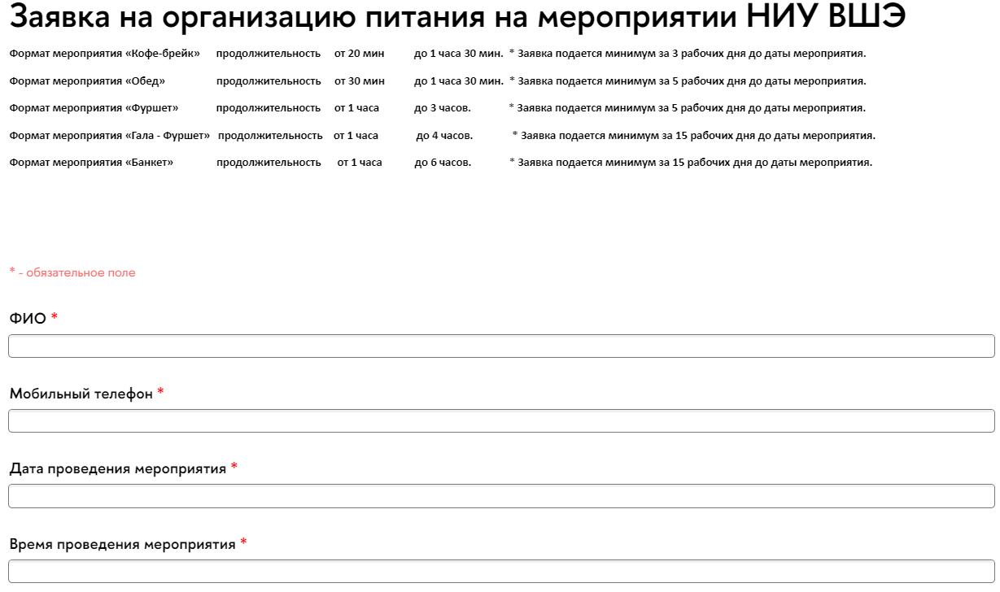 Заявка на организацию питания на мероприятии НИУ ВШЭ
Формат мероприятия «Кофе-брейк» продолжительность от 20 мин до 1 часа 30 мин. * Заявка подается минимум за 3 рабочих дня до даты мероприятия.
Формат мероприятия «Обед» продолжительность от 30 мин до 1 часа 30 мин. * Заявка подается минимум за 5 рабочих дня до даты мероприятия.
Формат мероприятия «Фуршет» продолжительность от 1 часа до 3 часов. * Заявка подается минимум за 5 рабочих дня до даты мероприятия.
Формат мероприятия «Гала - Фуршет» продолжительность от 1 часа до 4 часов. * Заявка подается минимум за 15 рабочих дня до даты мероприятия.
Формат мероприятия «Банкет» продолжительность от 1 часа до 6 часов. * Заявка подается минимум за 15 рабочих дня до даты мероприятия.
* - обязательное поле
ФИО *
Мобильный телефон *
Дата проведения мероприятия *
Время проведения мероприятия *